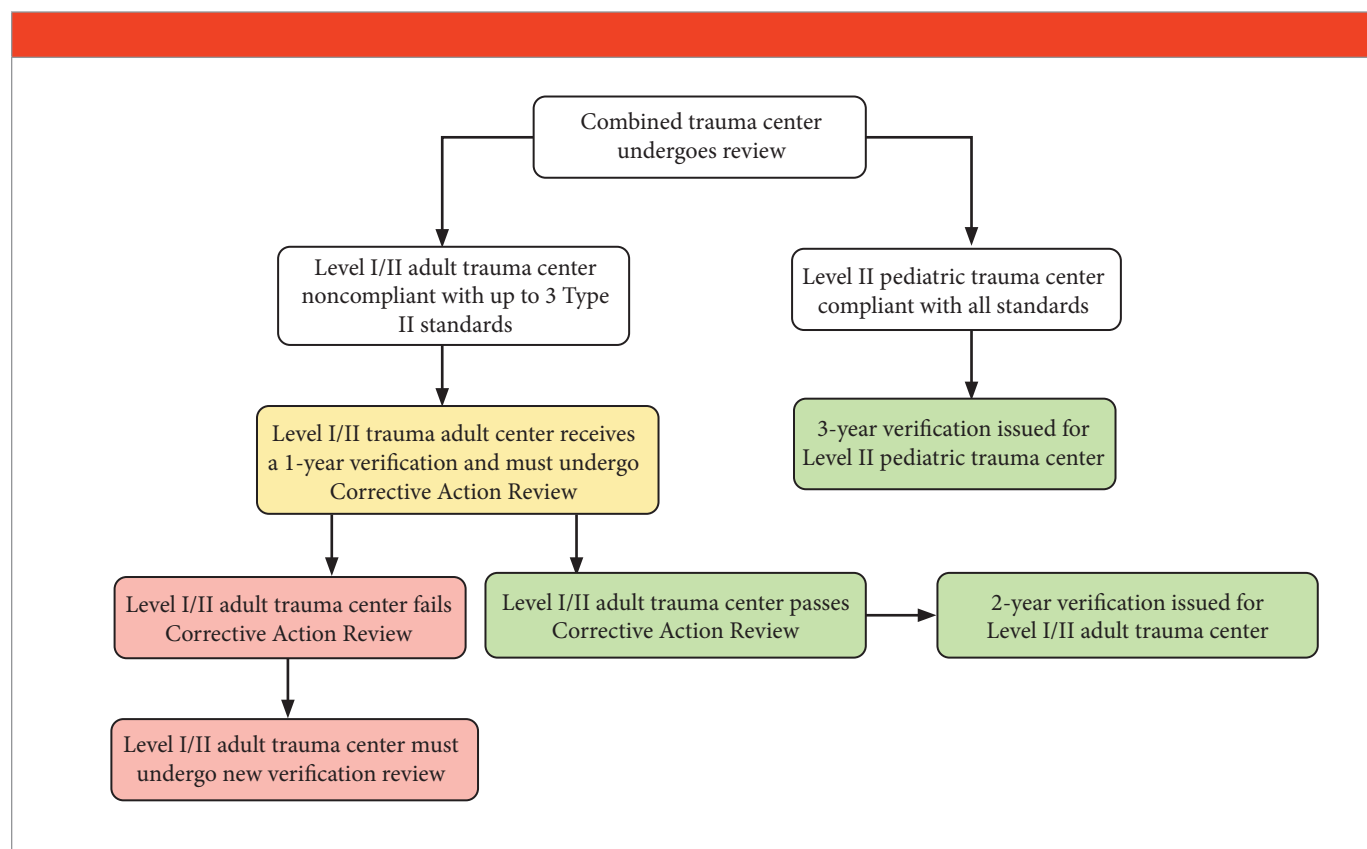 Combined trauma center
undergoes review
Level I/II adult trauma center
noncompliant with up to 3 Type
II standards
Level II pediatric trauma center
compliant with all standards
Level I/II trauma adult center receives
a 1-year verification and must undergo
Corrective Action Review
3-year verification issued for
Level II pediatric trauma center
Level I/II adult trauma center fails
Corrective Action Review
Level I/II adult trauma center passes
Corrective Action Review
2-year verification issued for
Level I/II adult trauma center
Level I/II adult trauma center must
undergo new verification review